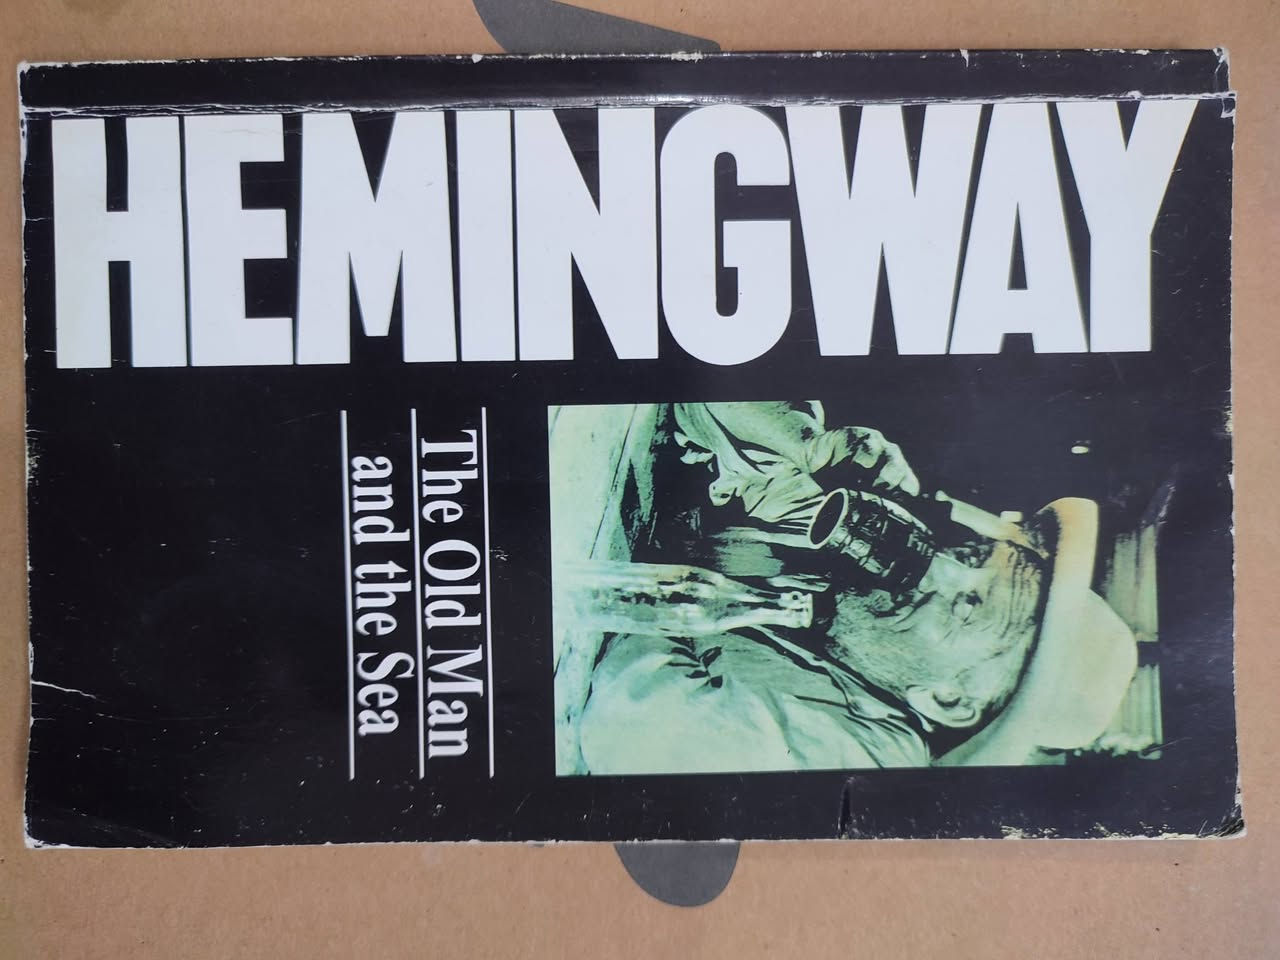 HEMINGWAY
The Old Man
and the Sea